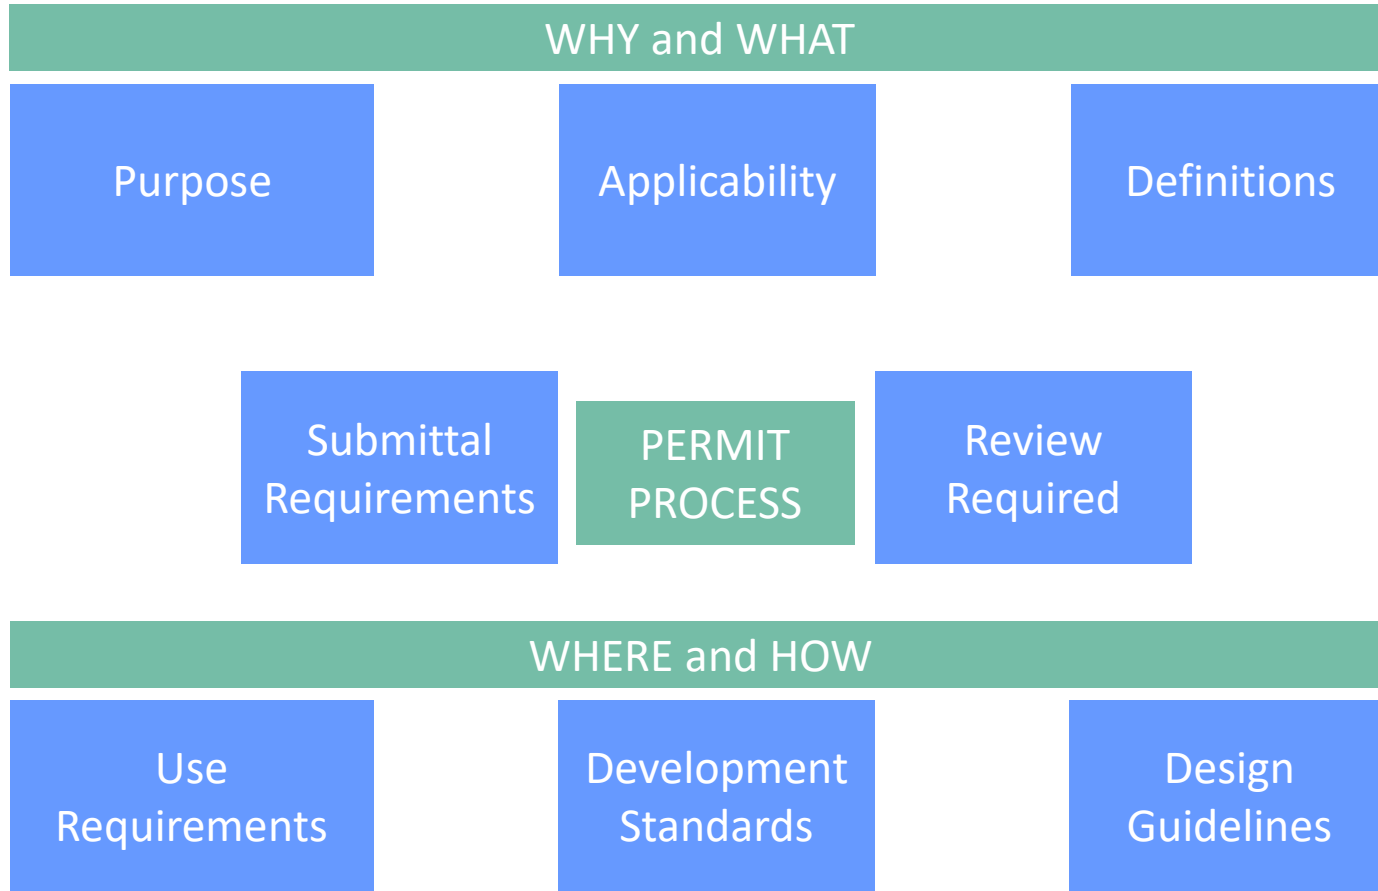 WHY and WHAT
Purpose
Applicability
Definitions
Submittal
Requirements
PERMIT
PROCESS
Review
Required
WHERE and HOW
Use
Requirements
Development
Standards
Design
Guidelines